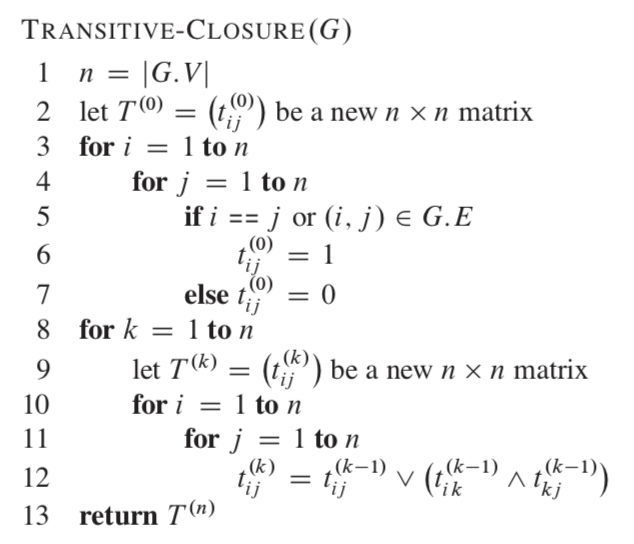 TRANSITIVE-CLOSURE(G)
1 n = |G.V|
2 let T^(0) = (t_ij^(0)) be a new n × n matrix
3 for i = 1 to n
4 for j = 1 to n
5 if i == j or (i, j) ∈ G.E
6 t_ij^(0) = 1
7 else t_ij^(0) = 0
8 for k = 1 to n
9 let T^(k) = (t_ij^(k)) be a new n × n matrix
10 for i = 1 to n
11 for j = 1 to n
12 t_ij^(k) = t_ij^(k−1) ∨ (t_ik^(k−1) ∧ t_kj^(k−1))
13 return T^(n)